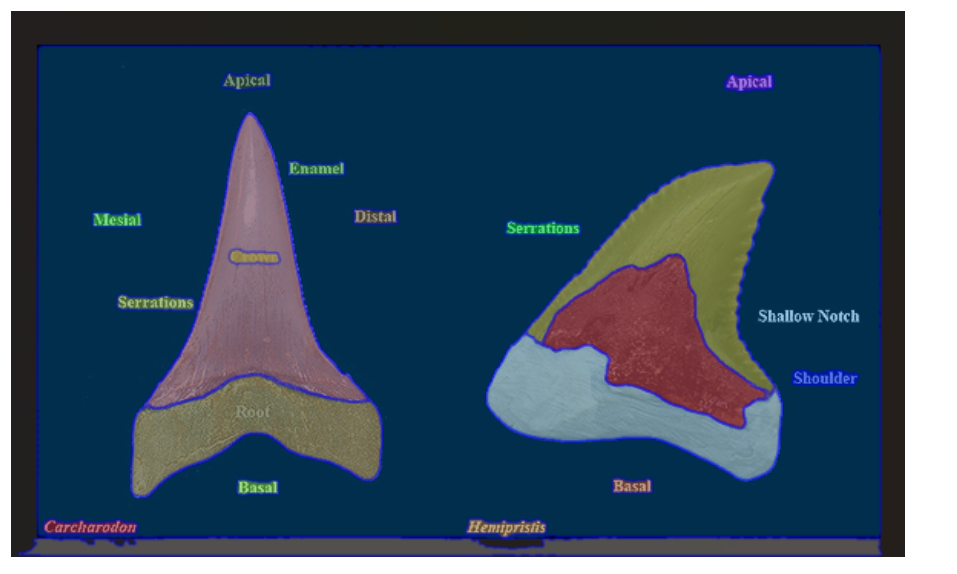 Apical
Apical
Enamel
Mesial
Distal
Serrations
Crown
Serrations
Shallow Notch
Shoulder
Root
Basal
Basal
Carcharodon
Hemipristis